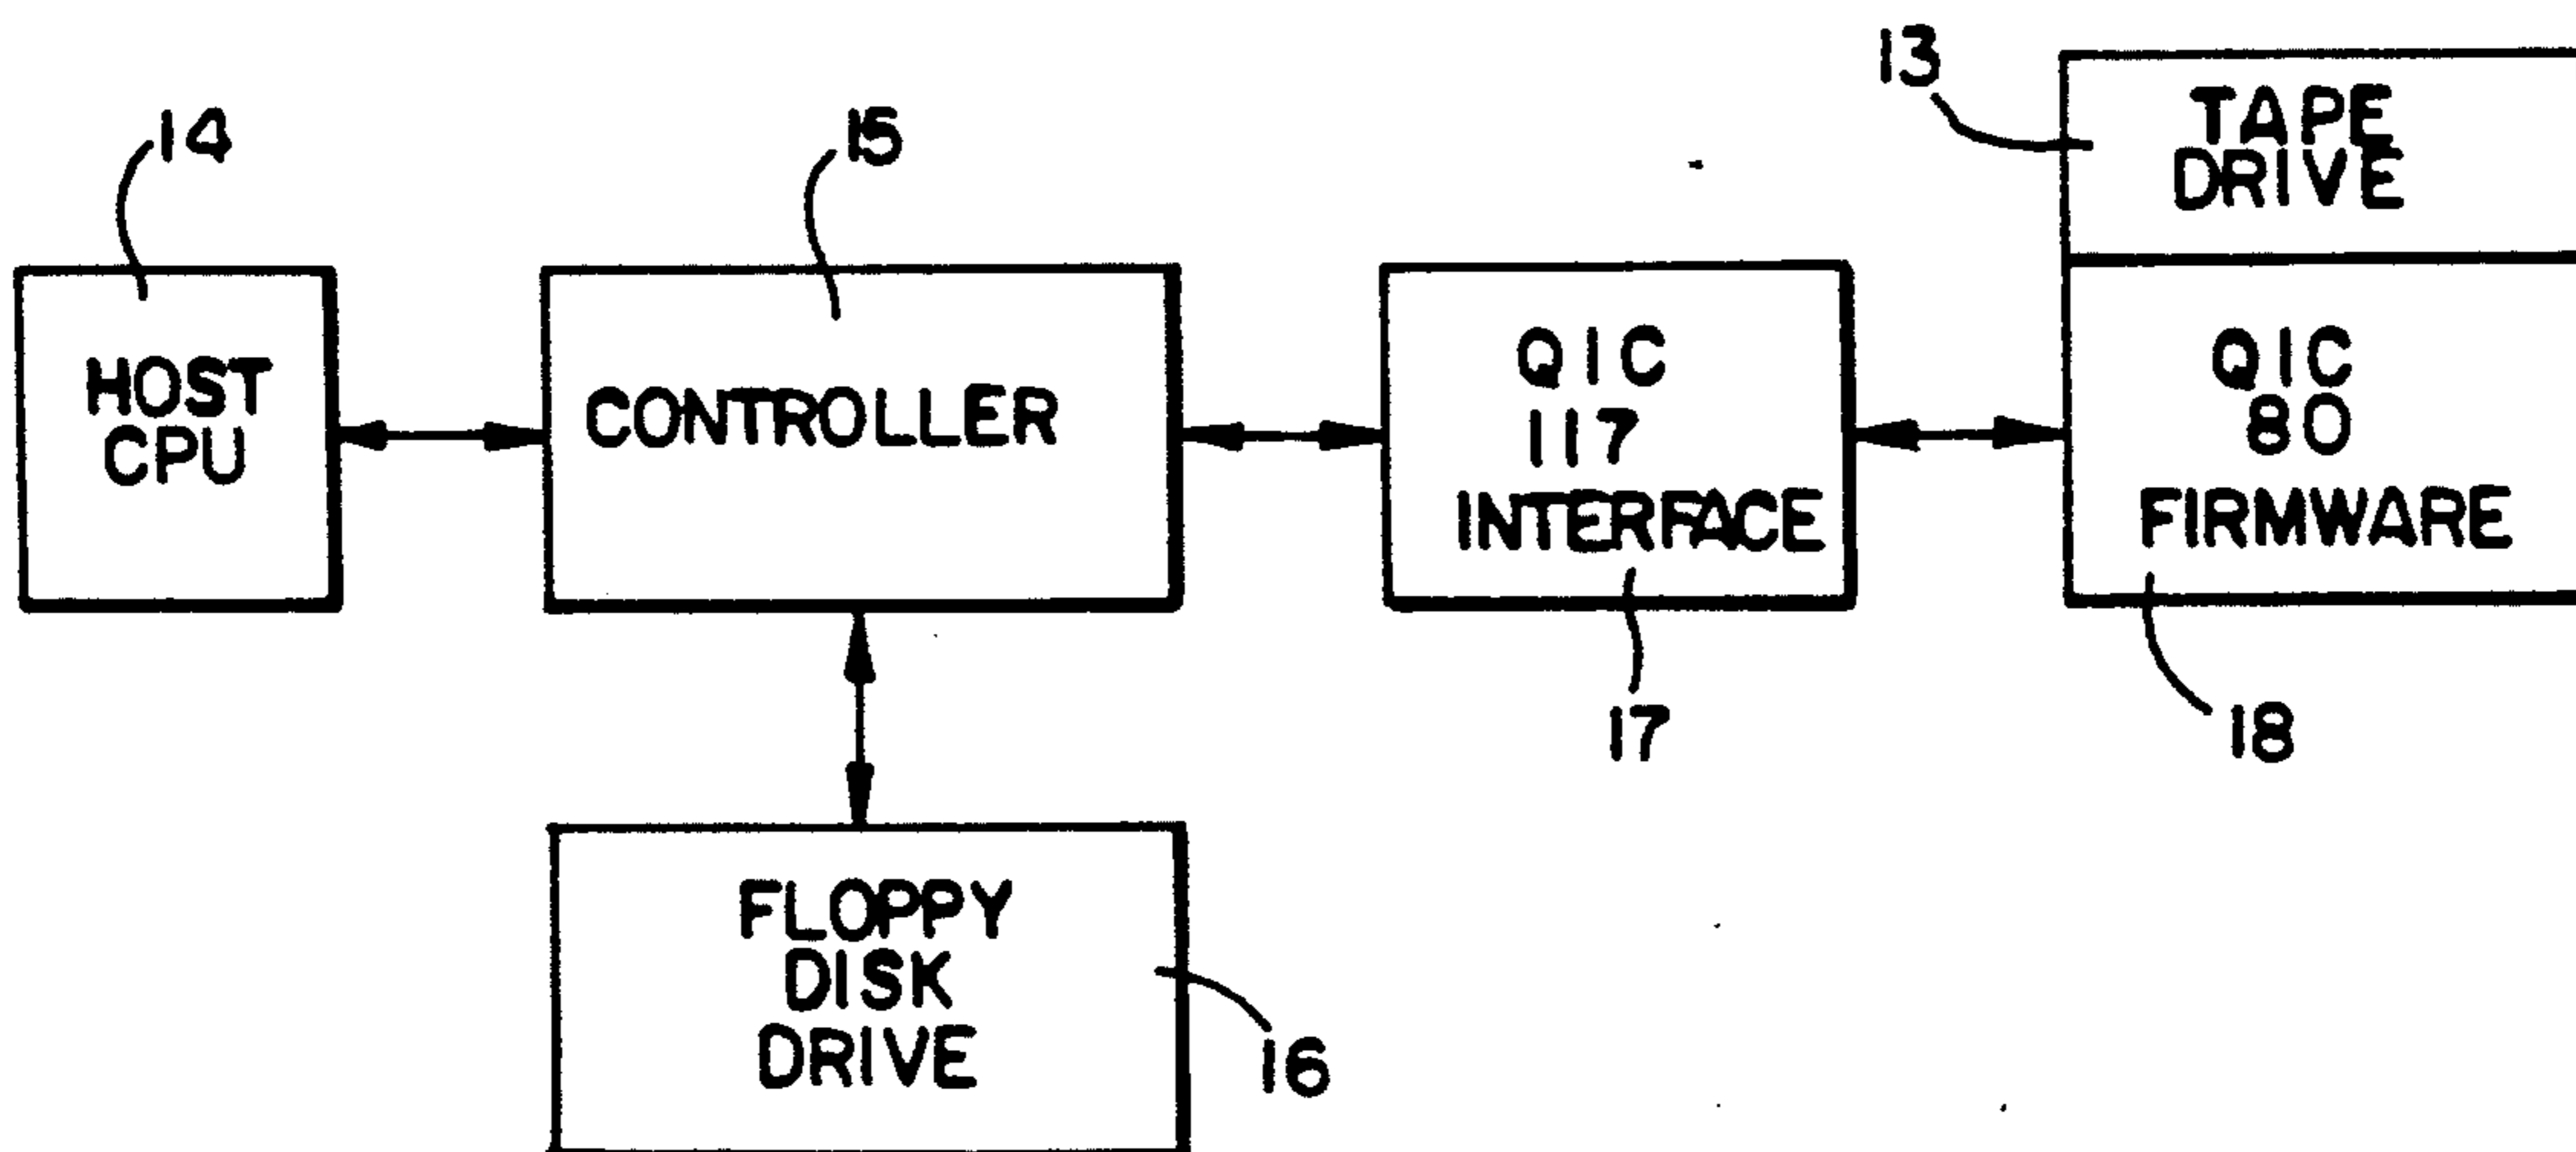 13
TAPE
DRIVE
14
15
HOST
CPU
CONTROLLER
QIC
117
INTERFACE
QIC
80
FIRMWARE
17
18
FLOPPY
DISK
DRIVE
16